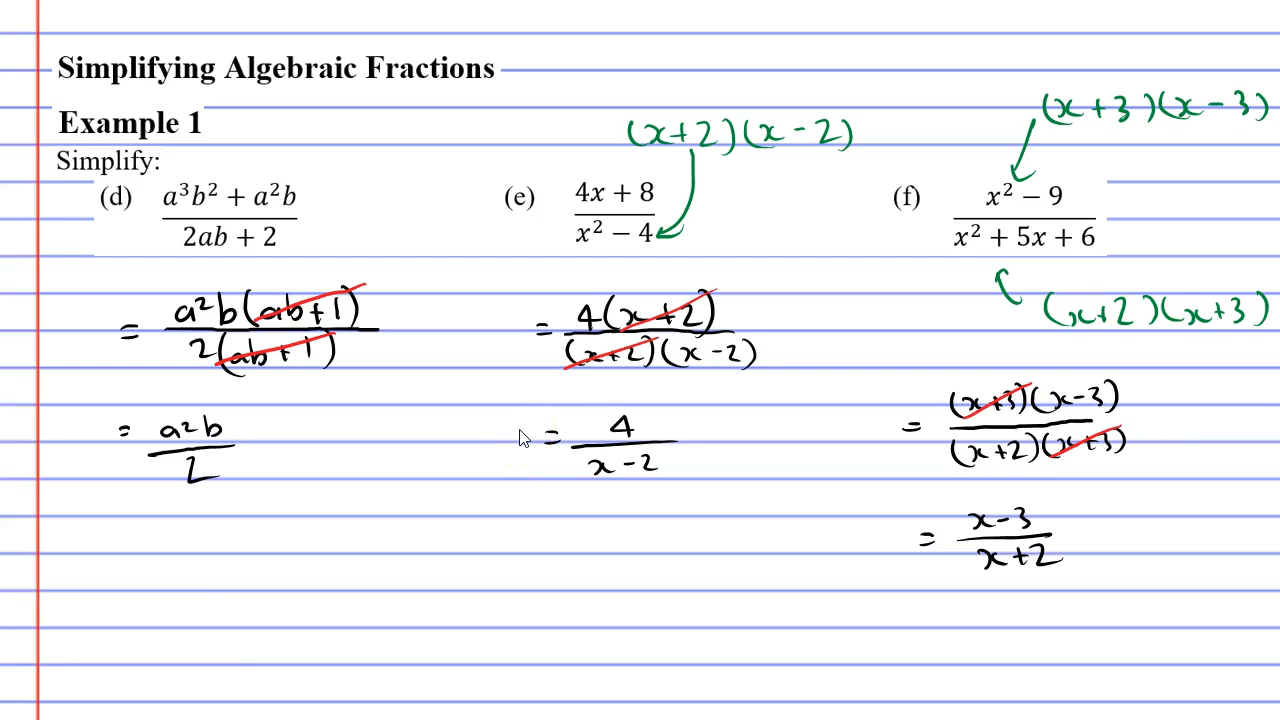 Simplifying Algebraic Fractions
Example 1
Simplify:
(x+2)(x-2)
(x+3)(x-3)
(d) (a³b² + a²b)/(2ab + 2)
(e) (4x + 8)/(x² − 4)
(f) (x² − 9)/(x² + 5x + 6)
(x+2)(x+3)
= a²b(ab+1)/2(ab+1)
= a²b/2
= 4(x+2)/(x+2)(x-2)
= 4/x-2
= (x+3)(x-3)/(x+2)(x+3)
= x-3/x+2